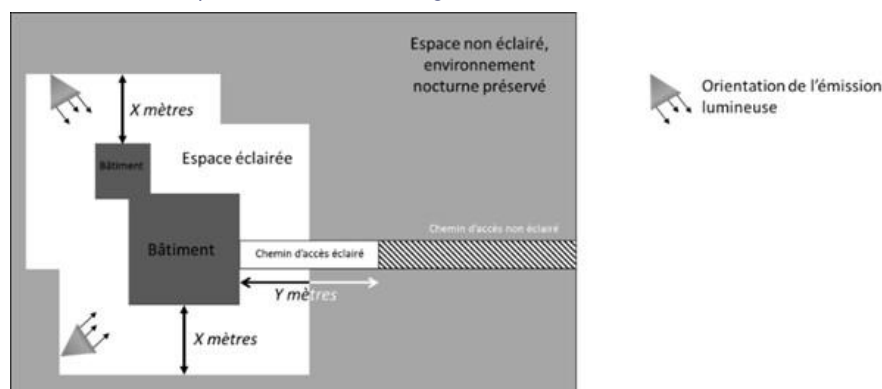 Espace non éclairé,
environnement
nocturne préservé
Orientation de l'émission
lumineuse
X mètres
Bâtiment
Espace éclairée
Chemin d'accès non éclairé
Bâtiment
Chemin d'accès éclairé
Y mètres
X mètres